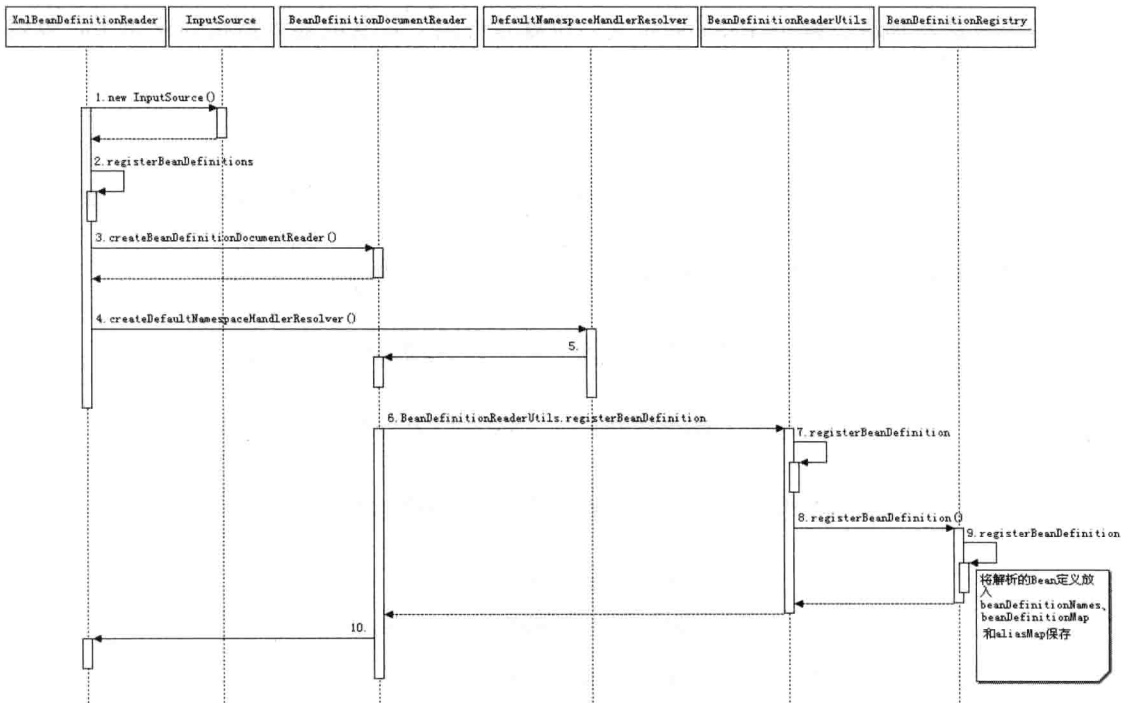 XmlBeanDefinitionReader
InputSource
BeanDefinitionDocumentReader
DefaultNamespaceHandlerResolver
BeanDefinitionReaderUtils
BeanDefinitionRegistry
1.new InputSource()
2.registerBeanDefinitions
3.createBeanDefinitionDocumentReader()
4.createDefaultNamespaceHandlerResolver()
5.
6.BeanDefinitionReaderUtils.registerBeanDefinition
7.registerBeanDefinition
8.registerBeanDefinition()
9.registerBeanDefinition
将解析的Bean定义放
入
beanDefinitionNames、
beanDefinitionMap
和aliasMap保存
10.